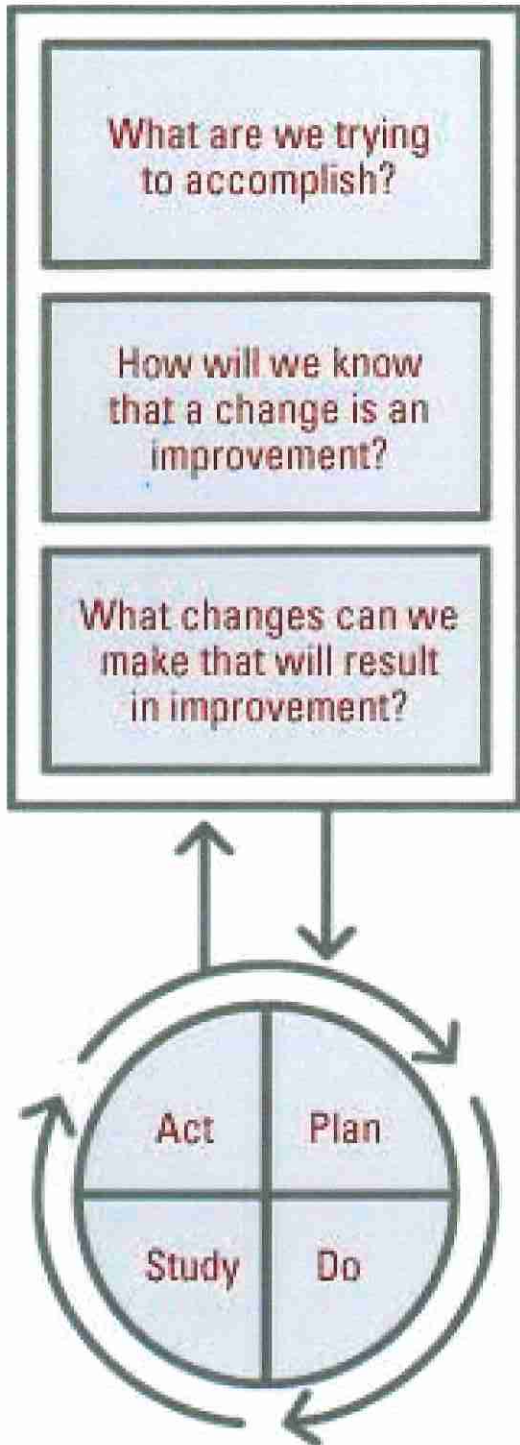 What are we trying
to accomplish?
How will we know
that a change is an
improvement?
What changes can we
make that will result
in improvement?
Act Plan
Study Do